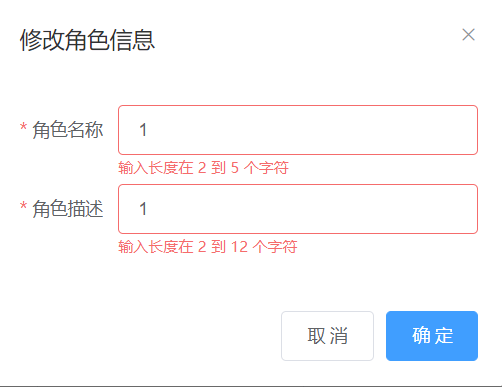 修改角色信息
* 角色名称 1
输入长度在 2 到 5 个字符
* 角色描述 1
输入长度在 2 到 12 个字符
取消 确定